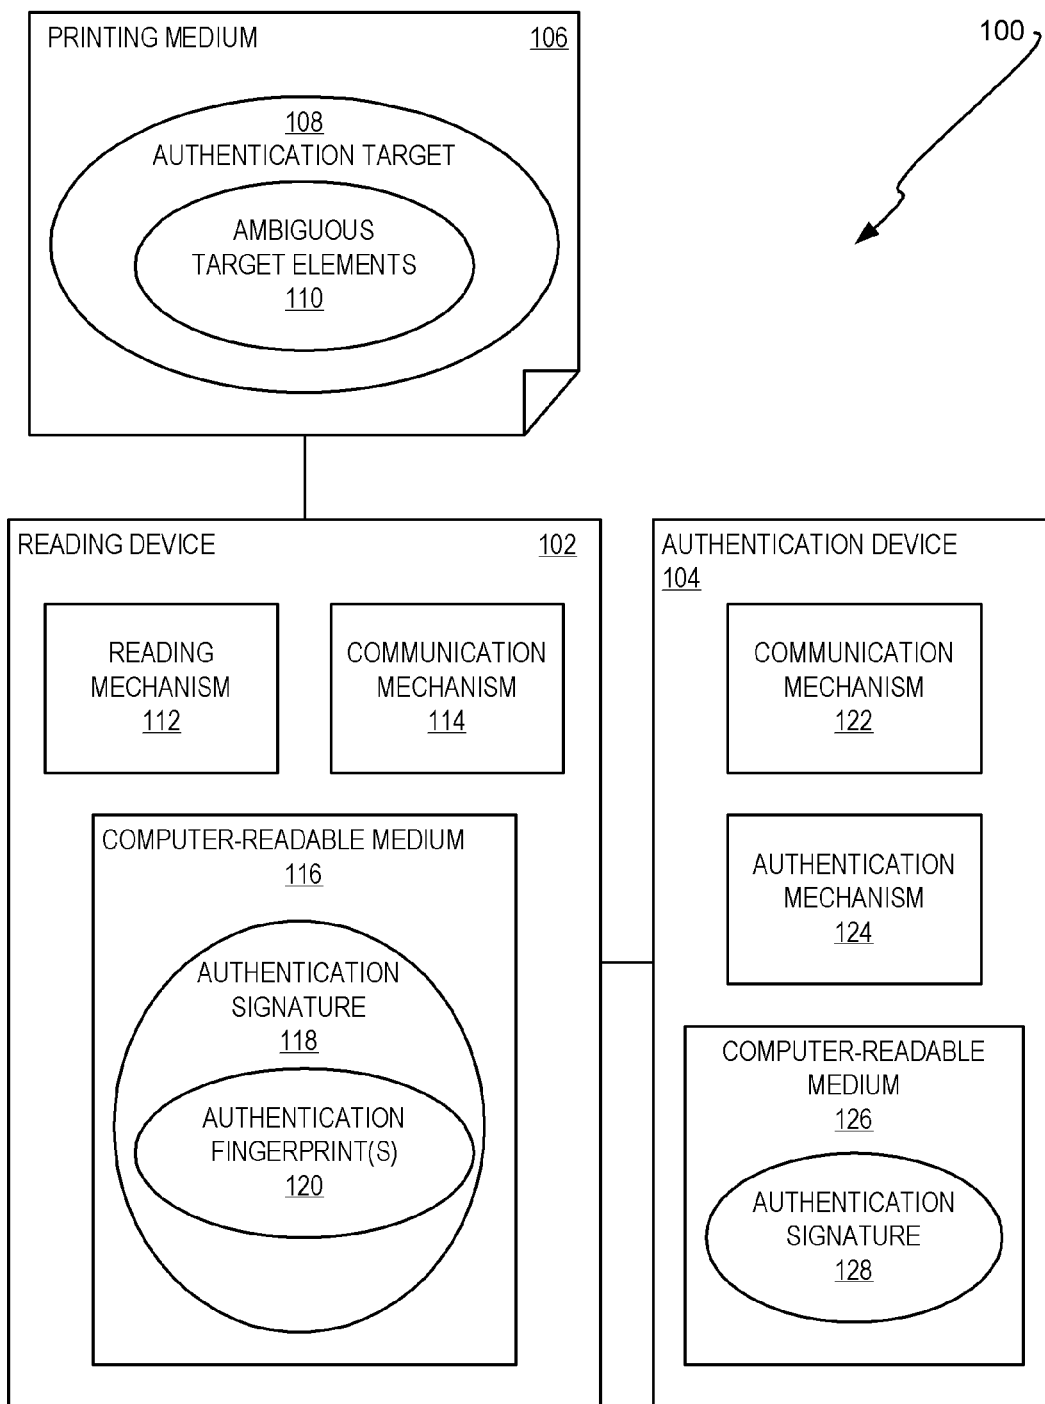 PRINTING MEDIUM 106
100
108
AUTHENTICATION TARGET
AMBIGUOUS
TARGET ELEMENTS
110
READING DEVICE 102
READING
MECHANISM
112
COMMUNICATION
MECHANISM
114
COMPUTER-READABLE MEDIUM
116
AUTHENTICATION
SIGNATURE
118
AUTHENTICATION
FINGERPRINT(S)
120
AUTHENTICATION DEVICE
104
COMMUNICATION
MECHANISM
122
AUTHENTICATION
MECHANISM
124
COMPUTER-READABLE
MEDIUM
126
AUTHENTICATION
SIGNATURE
128